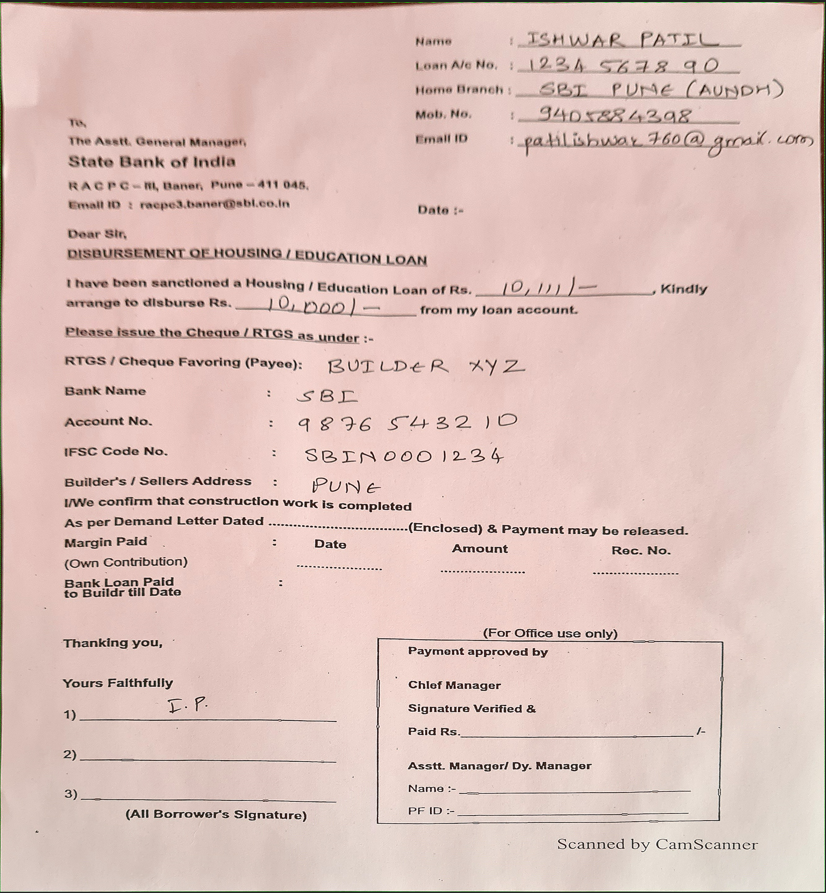 Name : ISHWAR PATIL
Loan A/c No. : 1234 5678 90
Home Branch : SBI PUNE (AUNDH)
Mob. No. : 9405884398
Email ID : patilishwar760@gmail.com
To,
The Asstt. General Manager,
State Bank of India
R A C P C – III, Baner, Pune – 411 045.
Email ID : racpc3.baner@sbi.co.in
Date :-
Dear Sir,
DISBURSEMENT OF HOUSING / EDUCATION LOAN
I have been sanctioned a Housing / Education Loan of Rs. 10,111/- , Kindly
arrange to disburse Rs. 10,000/- from my loan account.
Please issue the Cheque / RTGS as under :-
RTGS / Cheque Favoring (Payee): BUILDER XYZ
Bank Name : SBI
Account No. : 9876 543210
IFSC Code No. : SBIN0001234
Builder's / Sellers Address : PUNE
I/We confirm that construction work is completed
As per Demand Letter Dated ..................................(Enclosed) & Payment may be released.
Margin Paid : Date Amount Rec. No.
(Own Contribution) .................... .................... ....................
Bank Loan Paid :
to Buildr till Date
Thanking you,
Yours Faithfully
1) I.P.
2)
3)
(All Borrower's Signature)
(For Office use only)
Payment approved by
Chief Manager
Signature Verified &
Paid Rs. /-
Asstt. Manager/ Dy. Manager
Name :-
PF ID :-
Scanned by CamScanner